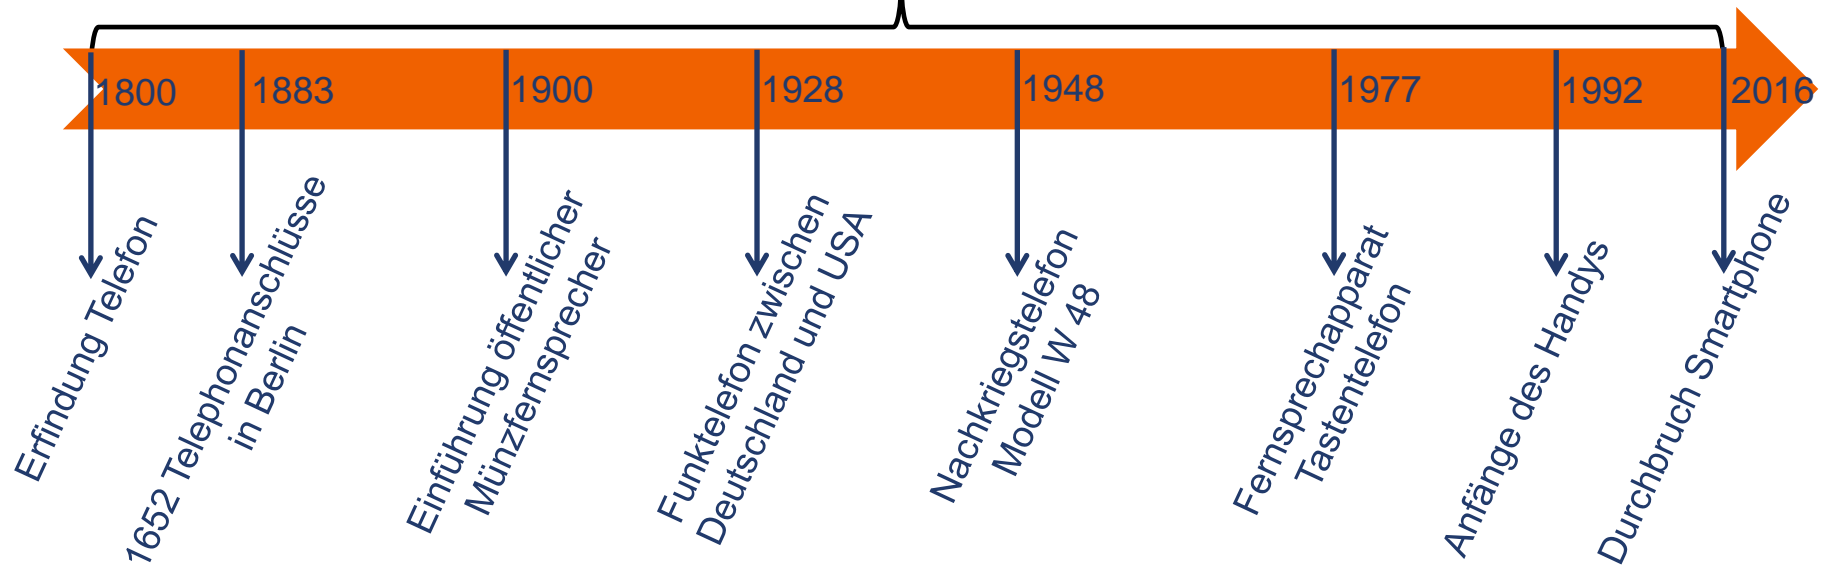 1800
1883
1900
1928
1948
1977
1992
2016
Erfindung Telefon
1652 Telephonanschlüsse
in Berlin
Einführung öffentlicher
Münzfernsprecher
Funktelefon zwischen
Deutschland und USA
Nachkriegstelefon
Modell W 48
Fernsprechapparat
Tastentelefon
Anfänge des Handys
Durchbruch Smartphone